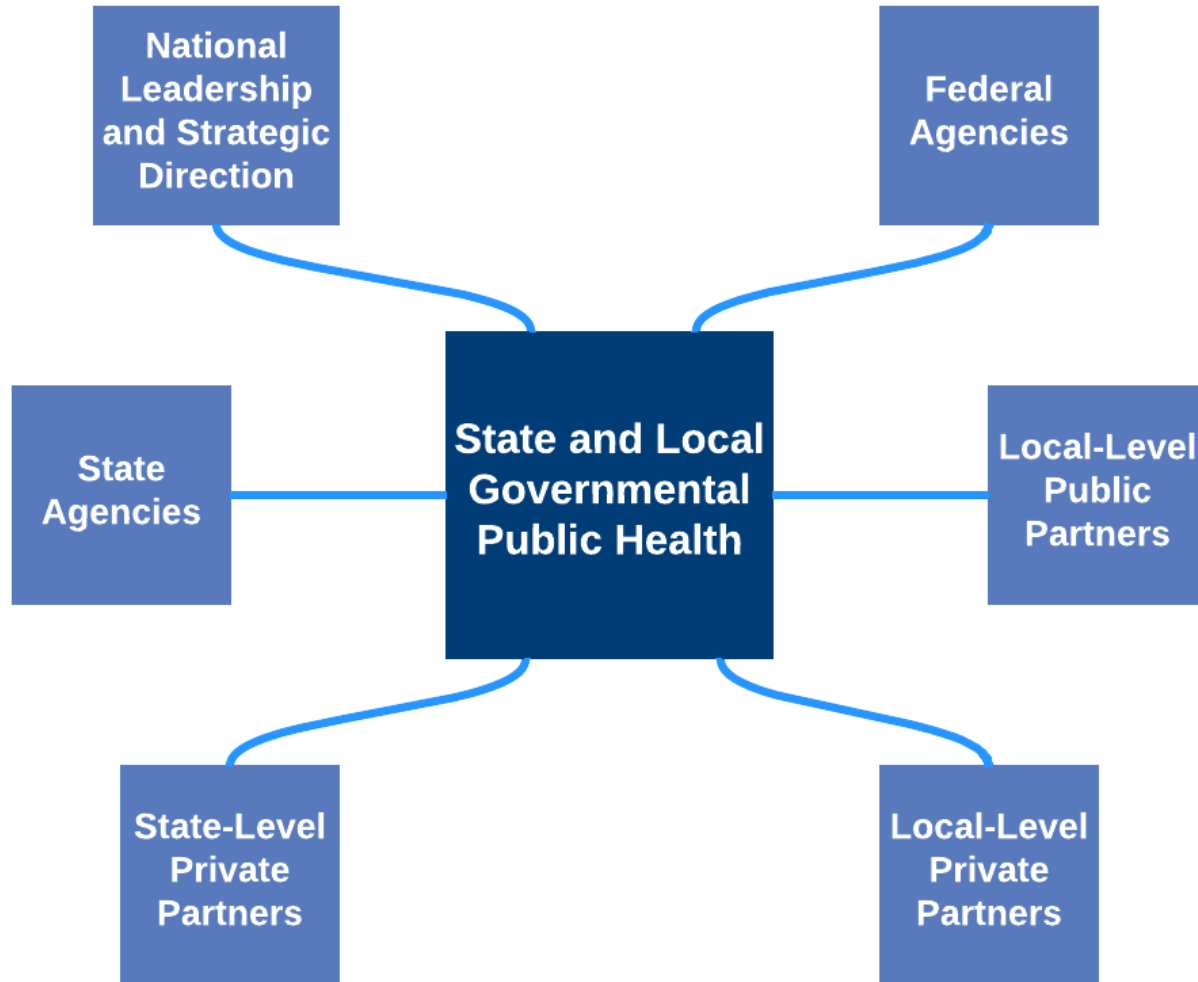 National
Leadership
and Strategic
Direction
Federal
Agencies
State
Agencies
State and Local
Governmental
Public Health
Local-Level
Public
Partners
State-Level
Private
Partners
Local-Level
Private
Partners